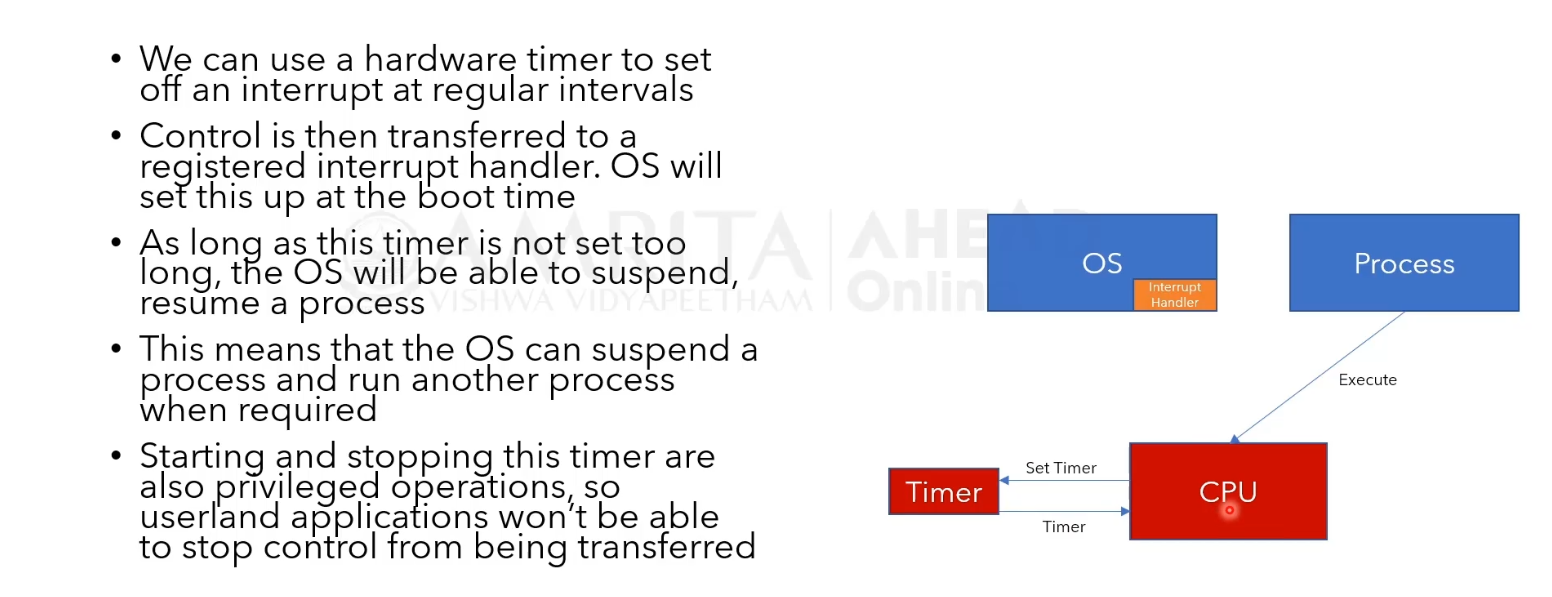 • We can use a hardware timer to set
off an interrupt at regular intervals
• Control is then transferred to a
registered interrupt handler. OS will
set this up at the boot time
• As long as this timer is not set too
long, the OS will be able to suspend,
resume a process
• This means that the OS can suspend a
process and run another process
when required
• Starting and stopping this timer are
also privileged operations, so
userland applications won't be able
to stop control from being transferred
AMRITA
VISHWA VIDYAPEETHAM
AHEAD
Online
OS
Interrupt
Handler
Process
Execute
Set Timer
Timer
Timer
CPU